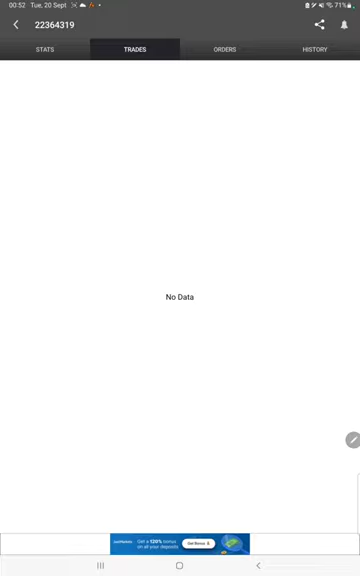 00:52 Tue, 20 Sept 71%
22364319
STATS TRADES ORDERS HISTORY
No Data
JustMarkets
Get a 120% bonus
on all your deposits
Get Bonus